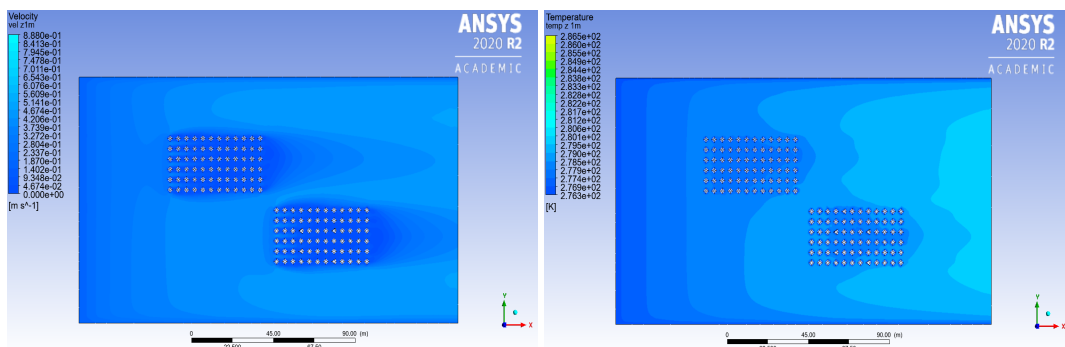 Velocity
vel z1m
8.880e-01
8.413e-01
7.945e-01
7.478e-01
7.011e-01
6.543e-01
6.076e-01
5.609e-01
5.141e-01
4.674e-01
4.206e-01
3.739e-01
3.272e-01
2.804e-01
2.337e-01
1.870e-01
1.402e-01
9.348e-02
4.674e-02
0.000e+00
[m s^-1]
ANSYS
2020 R2
ACADEMIC
Y
X
0 45.00 90.00 (m)
22.500 67.50
Temperature
temp z 1m
2.865e+02
2.860e+02
2.855e+02
2.849e+02
2.844e+02
2.838e+02
2.833e+02
2.828e+02
2.822e+02
2.817e+02
2.812e+02
2.806e+02
2.801e+02
2.795e+02
2.790e+02
2.785e+02
2.779e+02
2.774e+02
2.769e+02
2.763e+02
[K]
ANSYS
2020 R2
ACADEMIC
Y
X
0 45.00 90.00 (m)